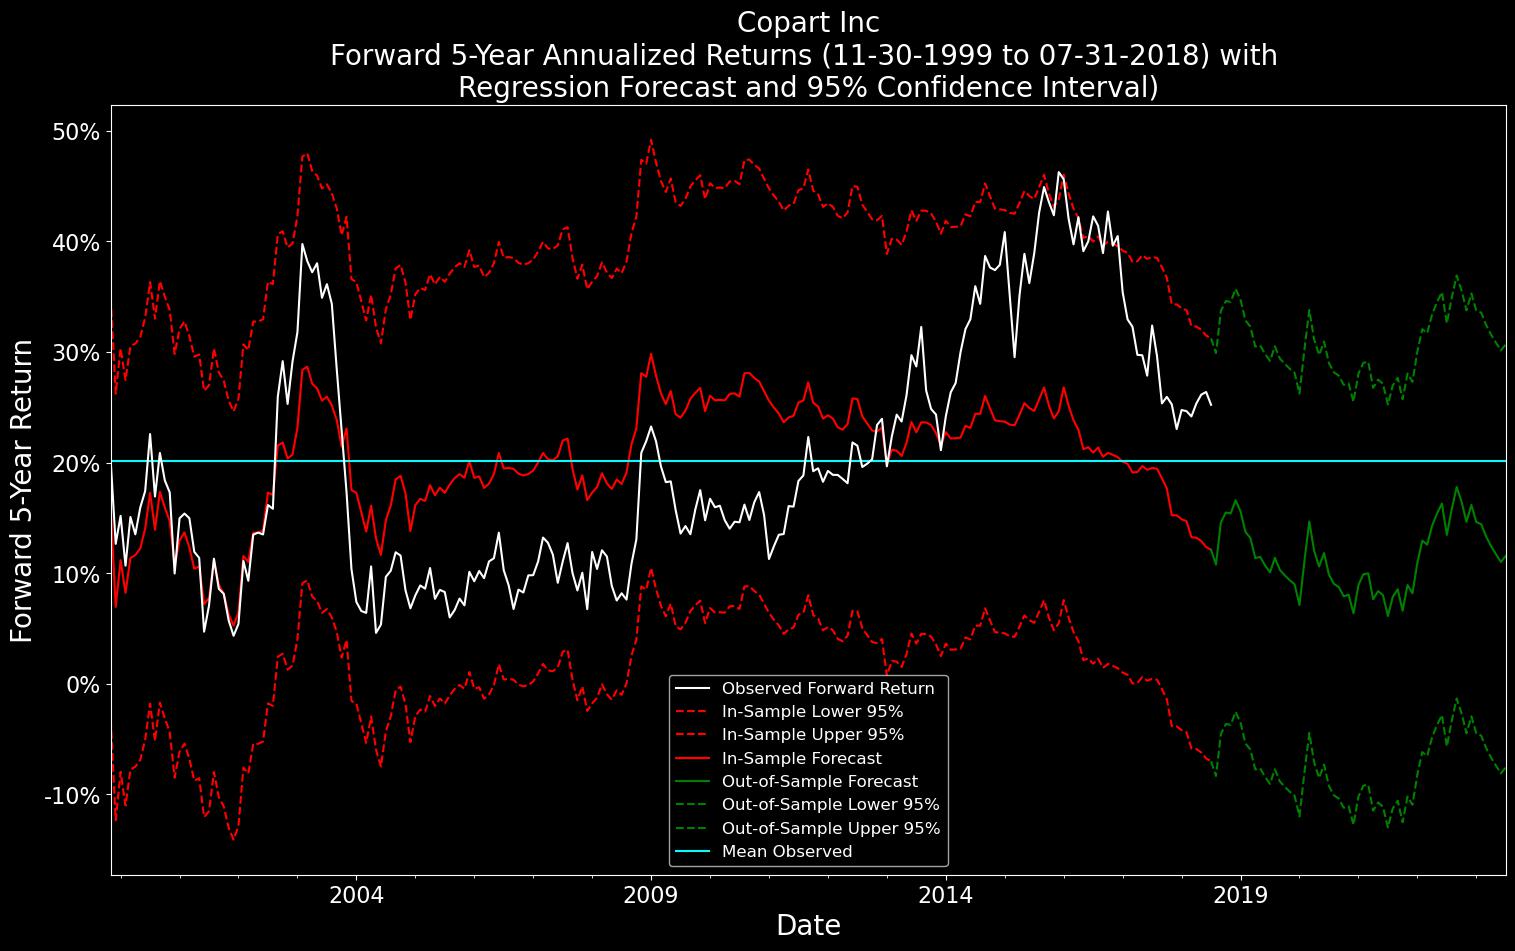 Copart Inc
Forward 5-Year Annualized Returns (11-30-1999 to 07-31-2018) with
Regression Forecast and 95% Confidence Interval)
Forward 5-Year Return
50%
40%
30%
20%
10%
0%
-10%
Observed Forward Return
In-Sample Lower 95%
In-Sample Upper 95%
In-Sample Forecast
Out-of-Sample Forecast
Out-of-Sample Lower 95%
Out-of-Sample Upper 95%
Mean Observed
2004 2009 2014 2019
Date